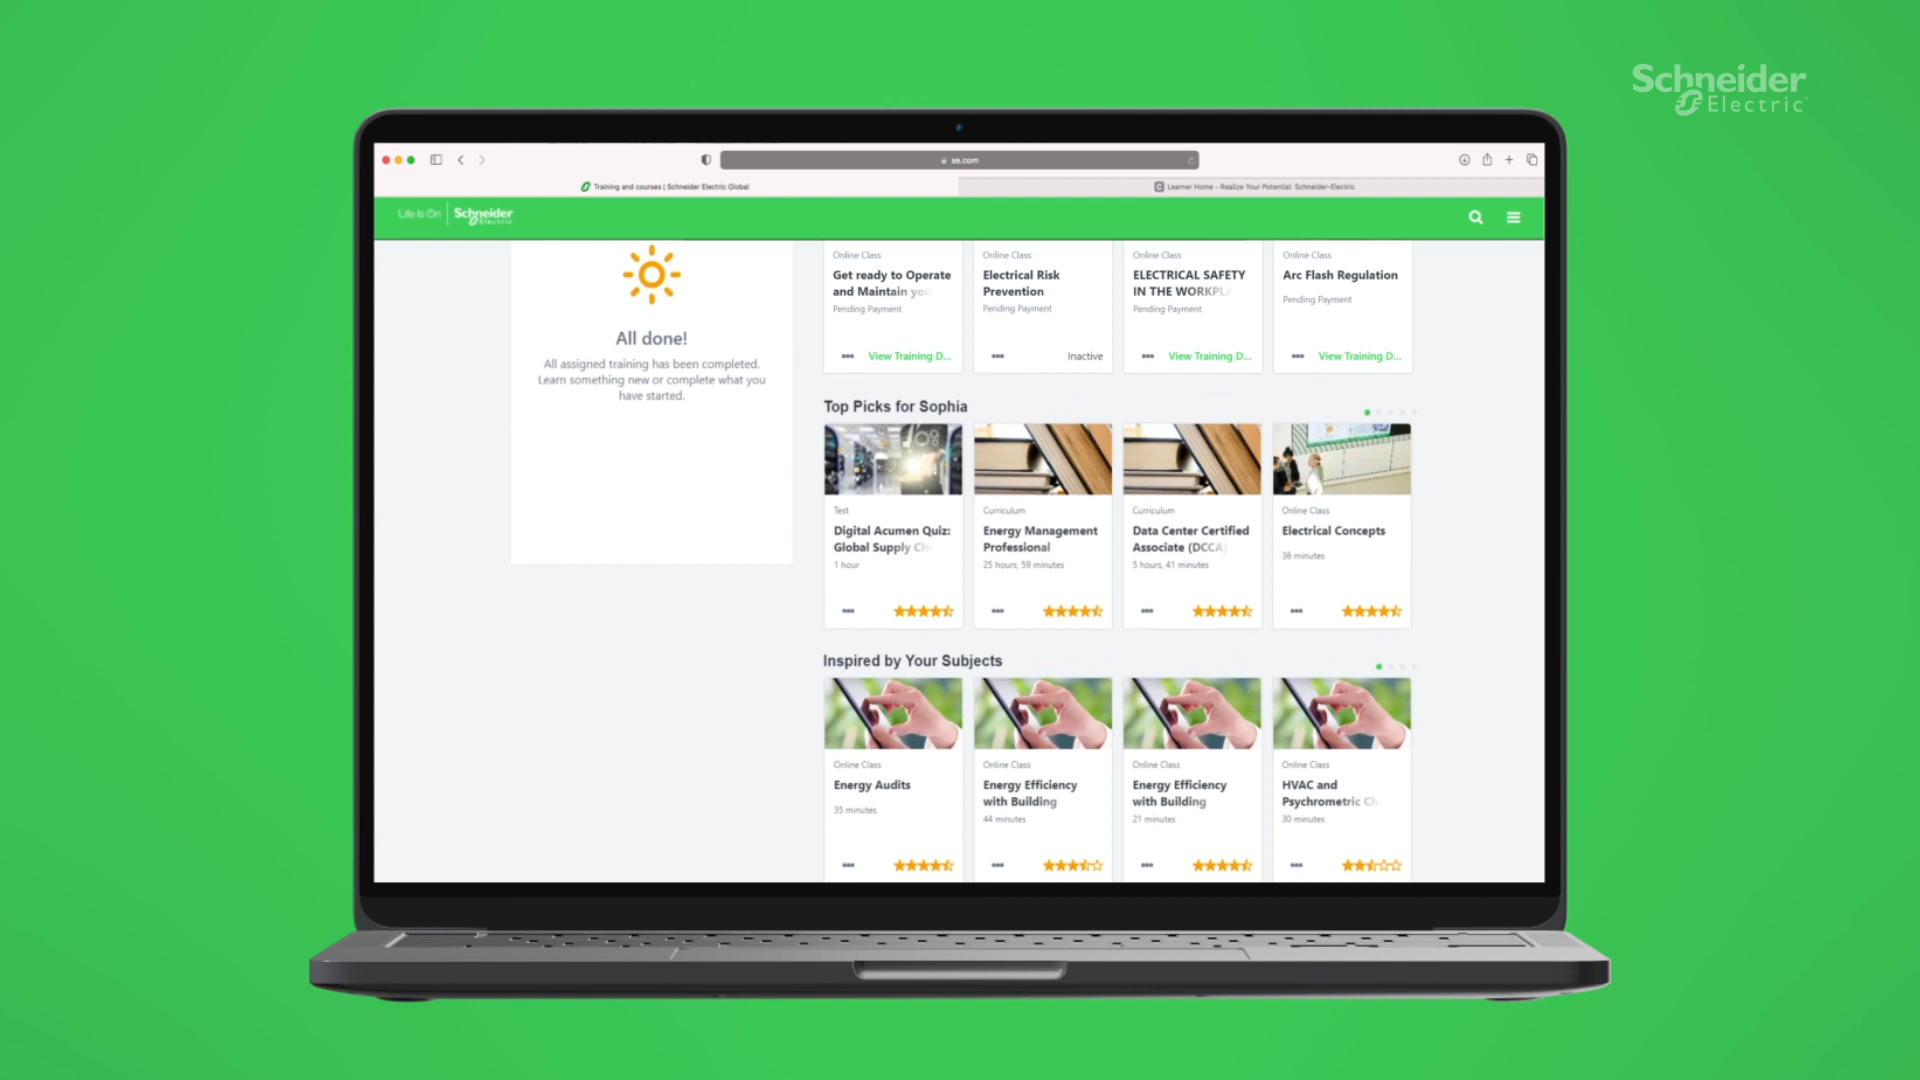 Schneider
Electric
se.com
Training and courses | Schneider Electric Global
Learner Home - Realize Your Potential: Schneider-Electric
Life Is On | Schneider
Electric
All done!
All assigned training has been completed.
Learn something new or complete what you
have started.
Online Class
Get ready to Operate
and Maintain you
Pending Payment
View Training D...
Online Class
Electrical Risk
Prevention
Pending Payment
Inactive
Online Class
ELECTRICAL SAFETY
IN THE WORKPLA
Pending Payment
View Training D...
Online Class
Arc Flash Regulation
Pending Payment
View Training D...
Top Picks for Sophia
Test
Digital Acumen Quiz:
Global Supply Ch
1 hour
Curriculum
Energy Management
Professional
25 hours, 59 minutes
Curriculum
Data Center Certified
Associate (DCCA)
5 hours, 41 minutes
Online Class
Electrical Concepts
36 minutes
Inspired by Your Subjects
Online Class
Energy Audits
35 minutes
Online Class
Energy Efficiency
with Building
44 minutes
Online Class
Energy Efficiency
with Building
21 minutes
Online Class
HVAC and
Psychrometric Ch
30 minutes